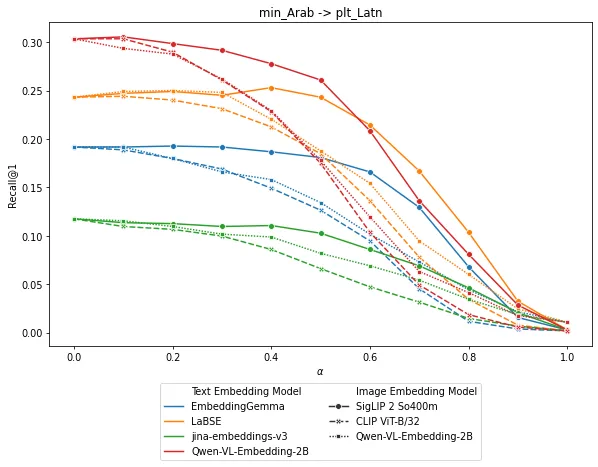 min_Arab -> plt_Latn
Recall@1
0.30
0.25
0.20
0.15
0.10
0.05
0.00
0.0 0.2 0.4 0.6 0.8 1.0
α
Text Embedding Model
EmbeddingGemma
LaBSE
jina-embeddings-v3
Qwen-VL-Embedding-2B
Image Embedding Model
SigLIP 2 So400m
CLIP ViT-B/32
Qwen-VL-Embedding-2B